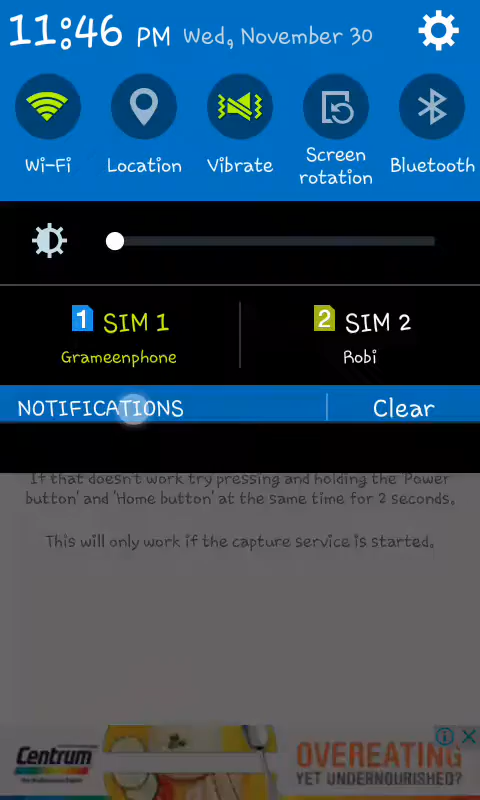 11:46 PM Wed, November 30
Wi-Fi
Location
Vibrate
Screen
rotation
Bluetooth
1 SIM 1
Grameenphone
2 SIM 2
Robi
NOTIFICATIONS
Clear
If that doesn't work try pressing and holding the 'Power
button' and 'Home button' at the same time for 2 seconds.
This will only work if the capture service is started.
Centrum
OVEREATING
YET UNDERNOURISHED?